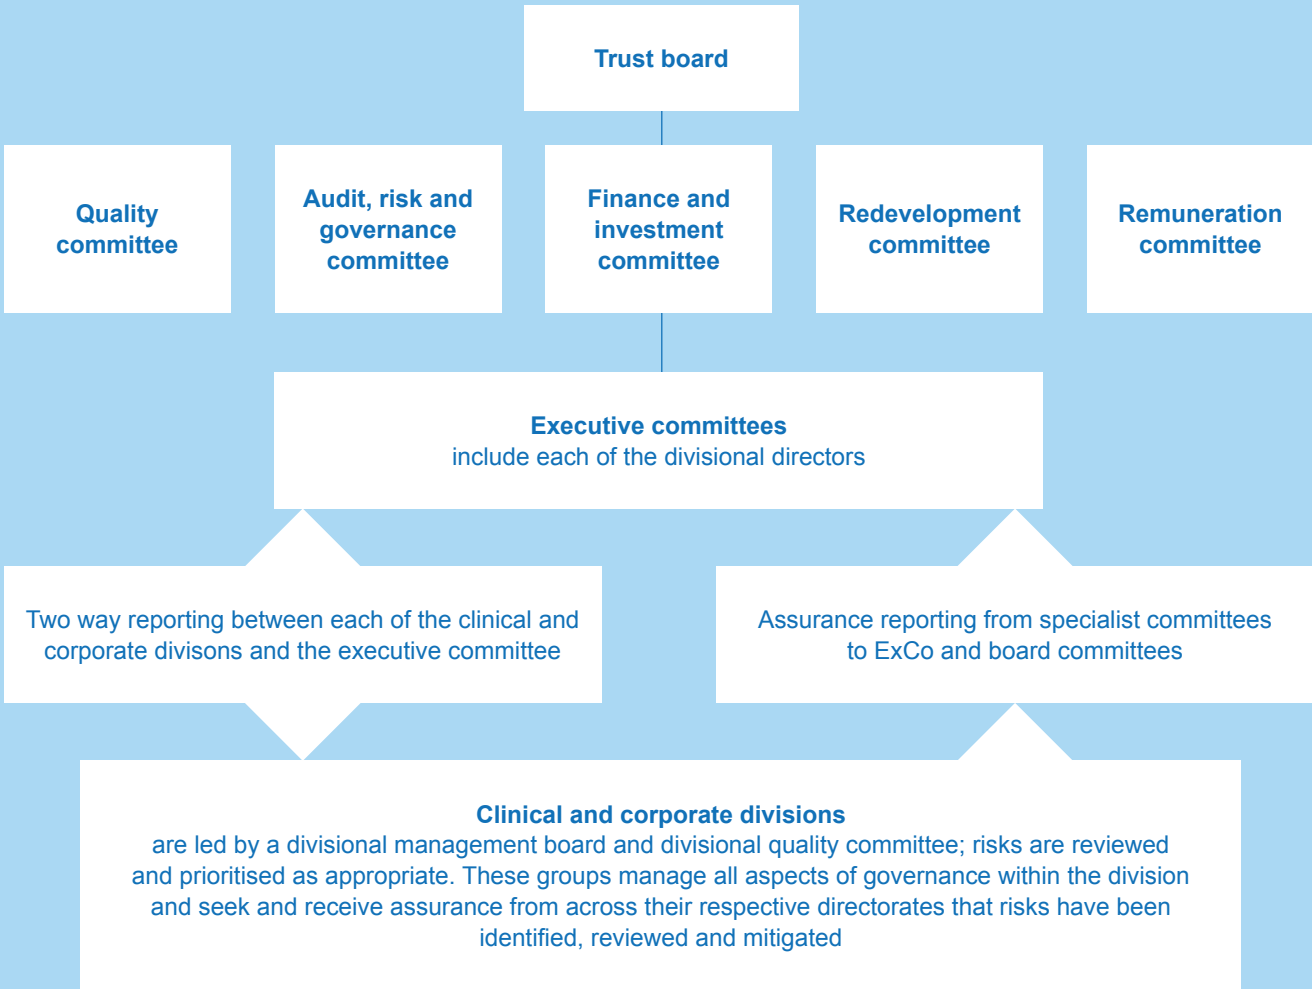 Trust board
Quality
committee
Audit, risk and
governance
committee
Finance and
investment
committee
Redevelopment
committee
Remuneration
committee
Executive committees
include each of the divisional directors
Two way reporting between each of the clinical and
corporate divisons and the executive committee
Assurance reporting from specialist committees
to ExCo and board committees
Clinical and corporate divisions
are led by a divisional management board and divisional quality committee; risks are reviewed
and prioritised as appropriate. These groups manage all aspects of governance within the division
and seek and receive assurance from across their respective directorates that risks have been
identified, reviewed and mitigated